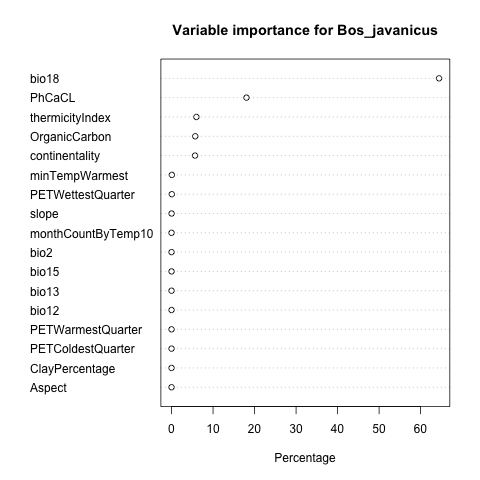 Variable importance for Bos_javanicus
bio18
PhCaCL
thermicityIndex
OrganicCarbon
continentality
minTempWarmest
PETWettestQuarter
slope
monthCountByTemp10
bio2
bio15
bio13
bio12
PETWarmestQuarter
PETColdestQuarter
ClayPercentage
Aspect
0 10 20 30 40 50 60
Percentage